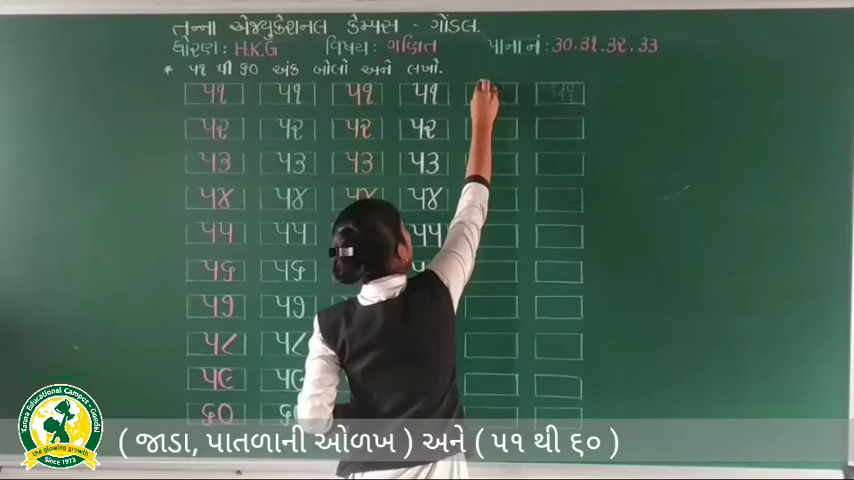 તન્ના એજ્યુકેશનલ કેમ્પસ - ગોંડલ.
ધોરણ: H.K.G વિષય: ગણિત પાના નં: 30.31.32.33
* ૫૧ થી ૬૦ અંક બોલો અને લખો.
૫૧ ૫૧ ૫૧ ૫૧
૫૨ ૫૨ ૫૨ ૫૨
૫૩ ૫૩ ૫૩ ૫૩
૫૪ ૫૪ ૫૪ ૫૪
૫૫ ૫૫ ૫૫
૫૬ ૫૬
૫૭ ૫૭
૫૮ ૫૮
૫૯ ૫૯
૬૦
Tanna Educational Campus - Gondal
the glowing growth
Since 1973
( જાડા, પાતળાની ઓળખ ) અને ( ૫૧ થી ૬૦ )